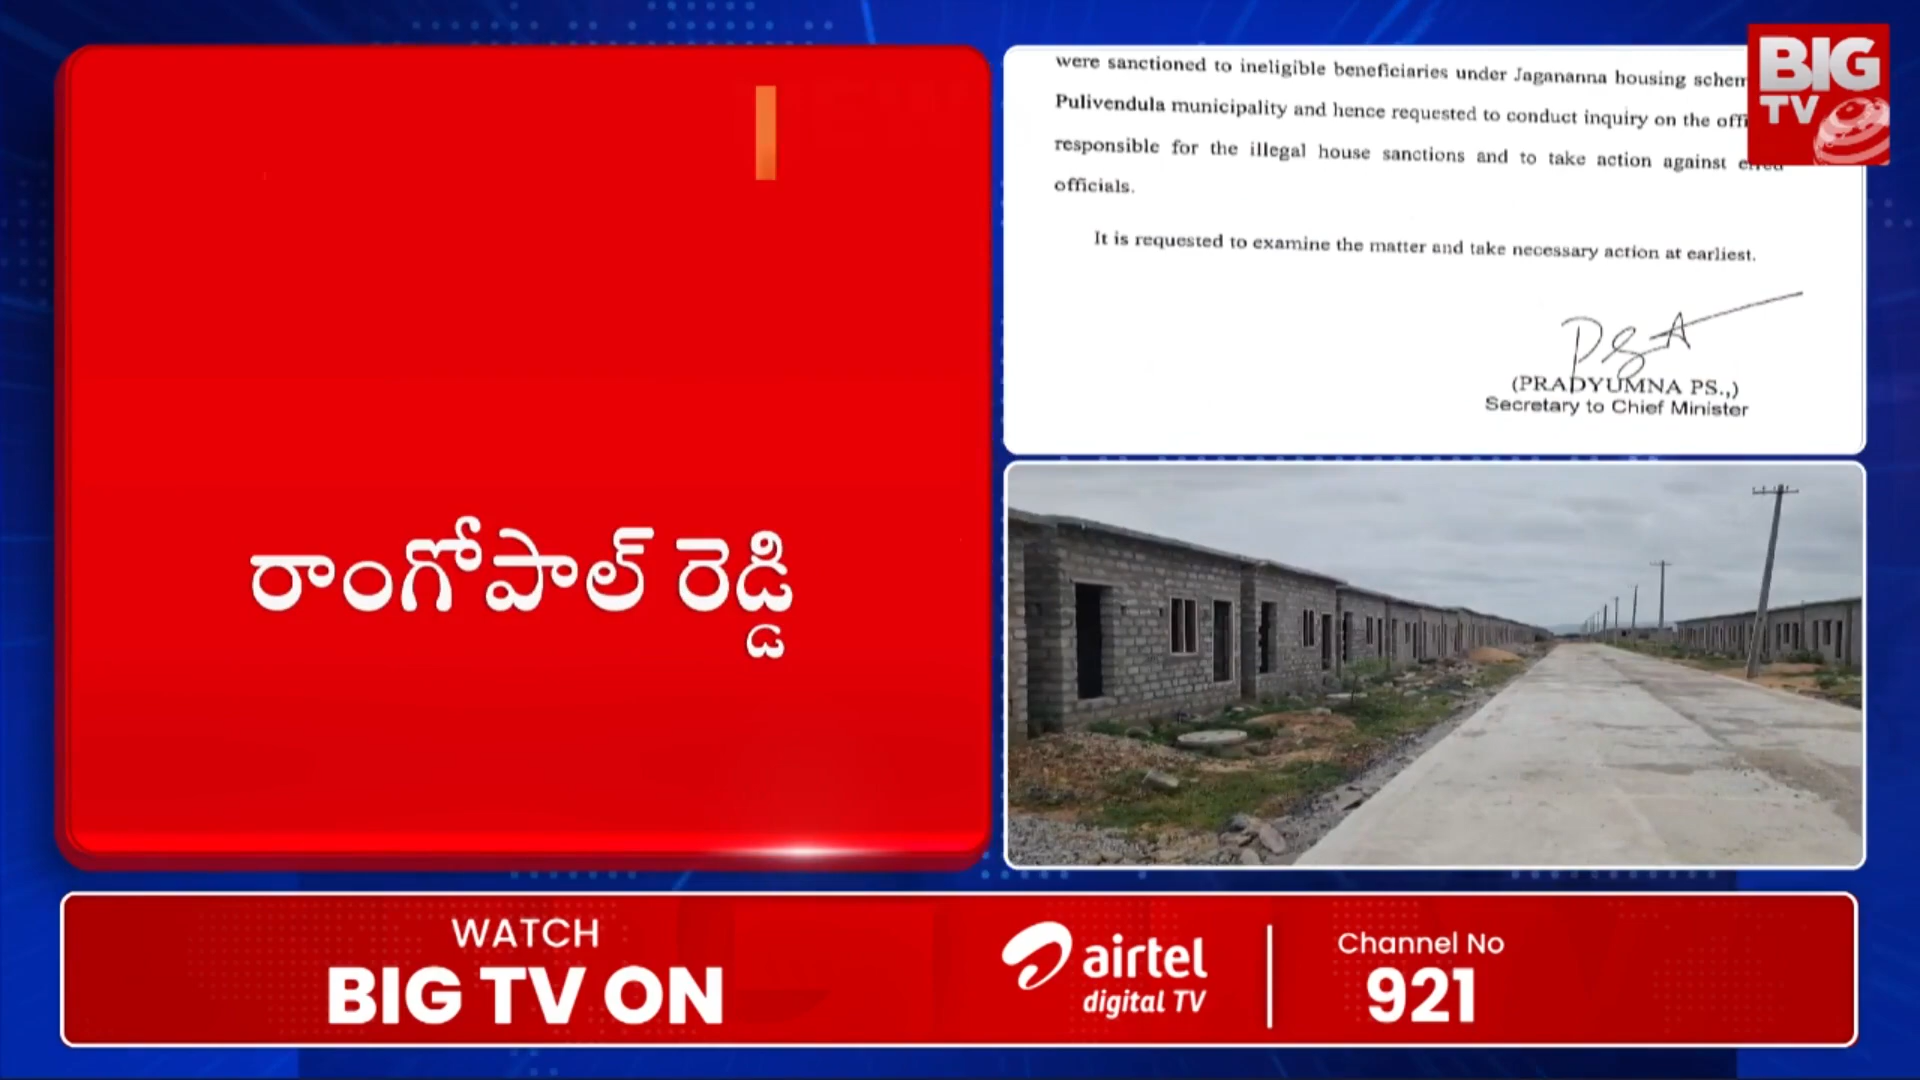 రాంగోపాల్ రెడ్డి
were sanctioned to ineligible beneficiaries under Jagananna housing
Pulivendula municipality and hence requested to conduct inquiry on the
responsible for the illegal house sanctions and to take action against
officials.
It is requested to examine the matter and take necessary action at earliest.
(PRADYUMNA PS.,)
Secretary to Chief Minister
BIG
TV
WATCH
BIG TV ON
airtel
digital TV
Channel No
921